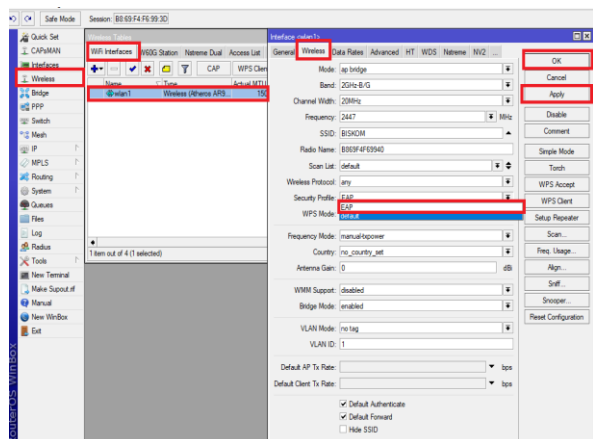 Safe Mode Session: B8:69:F4:F6:99:3D
Quick Set
CAPsMAN
Interfaces
Wireless
Bridge
PPP
Switch
Mesh
IP
MPLS
Routing
System
Queues
Files
Log
Radius
Tools
New Terminal
Make Supout.rif
Manual
New WinBox
Exit
RouterOS WinBox
Wireless Tables
WiFi Interfaces W60G Station Nstreme Dual Access List
CAP WPS Clien
Name Type Actual MTU
wlan1 Wireless (Atheros AR9... 150
1 item out of 4 (1 selected)
Interface <wlan1>
General Wireless Data Rates Advanced HT WDS Nstreme NV2 ...
Mode: ap bridge
Band: 2GHz-B/G
Channel Width: 20MHz
Frequency: 2447 MHz
SSID: BISKOM
Radio Name: B869F4F69940
Scan List: default
Wireless Protocol: any
Security Profile: EAP
EAP
WPS Mode: default
Frequency Mode: manual-txpower
Country: no_country_set
Antenna Gain: 0 dBi
WMM Support: disabled
Bridge Mode: enabled
VLAN Mode: no tag
VLAN ID: 1
Default AP Tx Rate: bps
Default Client Tx Rate: bps
Default Authenticate
Default Forward
Hide SSID
OK
Cancel
Apply
Disable
Comment
Simple Mode
Torch
WPS Accept
WPS Client
Setup Repeater
Scan...
Freq. Usage...
Align...
Sniff...
Snooper...
Reset Configuration